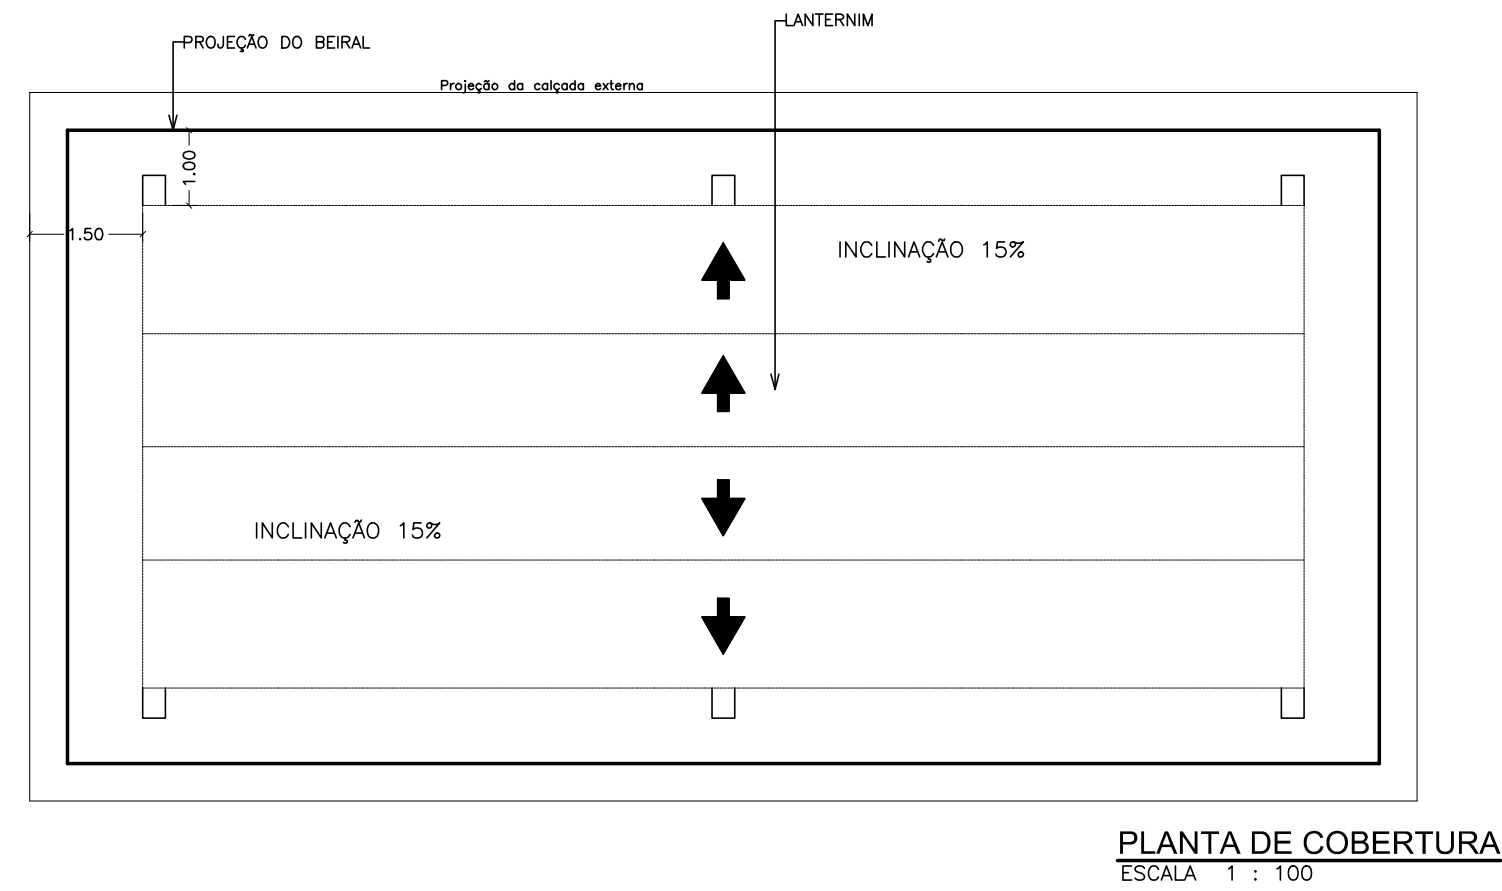 LANTERNIM
PROJEÇÃO DO BEIRAL
Projeção da calçada externa
1.00
1.50
INCLINAÇÃO 15%
INCLINAÇÃO 15%
PLANTA DE COBERTURA
ESCALA 1 : 100